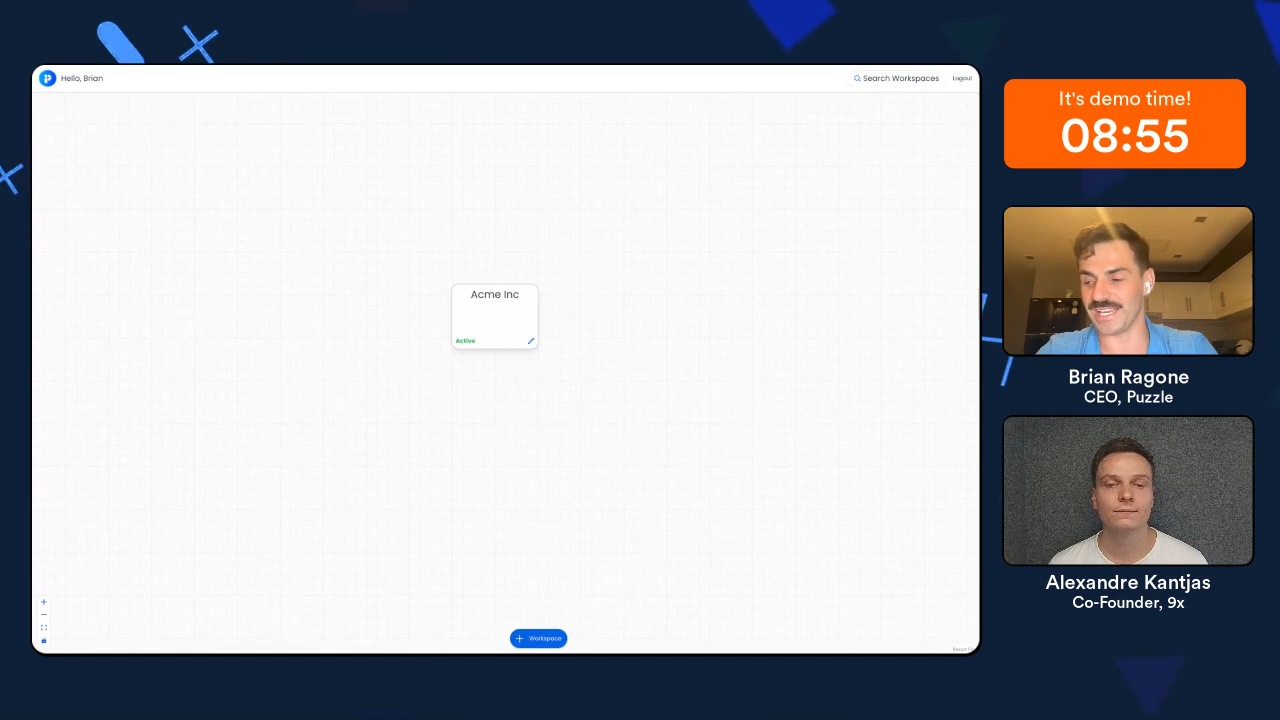 Hello, Brian
Search Workspaces
Logout
Acme Inc
Active
Workspace
It's demo time!
08:55
Brian Ragone
CEO, Puzzle
Alexandre Kantjas
Co-Founder, 9x